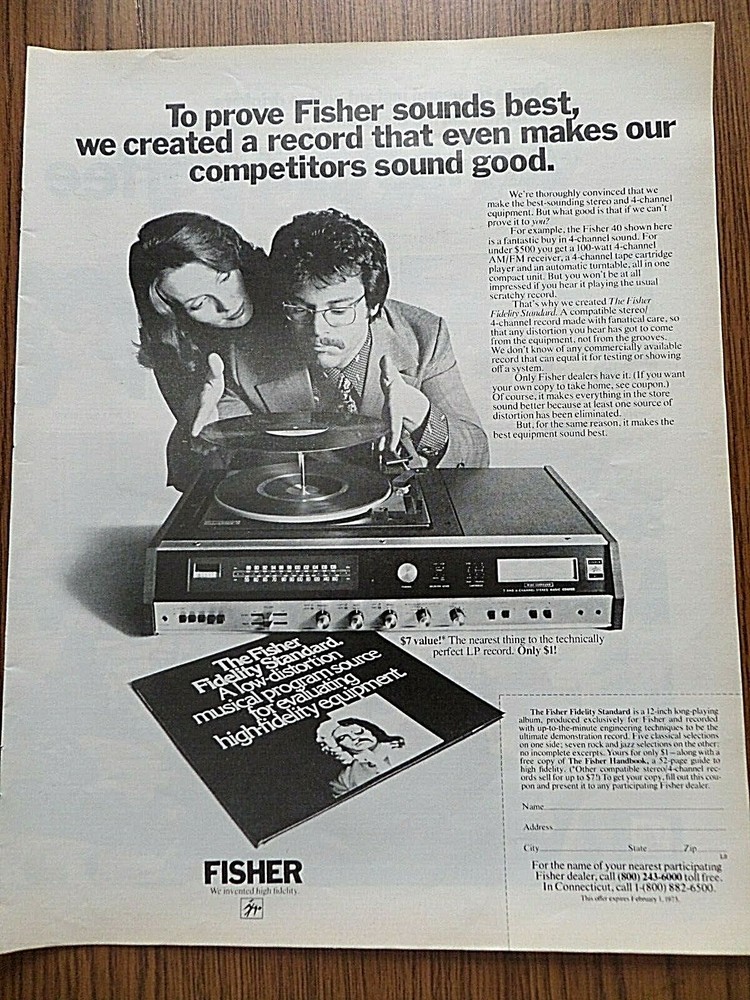 To prove Fisher sounds best,
we created a record that even makes our
competitors sound good.
We're thoroughly convinced that we
make the best-sounding stereo and 4-channel
equipment. But what good is that if we can't
prove it to you?
For example, the Fisher 40 shown here
is a fantastic buy in 4-channel sound. For
under $500 you get a 100-watt 4-channel
AM/FM receiver, a 4-channel tape cartridge
player and an automatic turntable, all in one
compact unit. But you won't be at all
impressed if you hear it playing the usual
scratchy record.
That's why we created The Fisher
Fidelity Standard. A compatible stereo/
4-channel record made with fanatical care, so
that any distortion you hear has got to come
from the equipment, not from the grooves.
We don't know of any commercially available
record that can equal it for testing or showing
off a system.
Only Fisher dealers have it. (If you want
your own copy to take home, see coupon.)
Of course, it makes everything in the store
sound better because at least one source of
distortion has been eliminated.
But, for the same reason, it makes the
best equipment sound best.
$7 value!* The nearest thing to the technically
perfect LP record. Only $1!
The Fisher
Fidelity Standard.
A low-distortion
musical program source
for evaluating
high-fidelity equipment.
The Fisher Fidelity Standard is a 12-inch long-playing
album, produced exclusively for Fisher and recorded
with up-to-the-minute engineering techniques to be the
ultimate demonstration record. Five classical selections
on one side; seven rock and jazz selections on the other;
no incomplete excerpts. Yours for only $1—along with a
free copy of The Fisher Handbook, a 52-page guide to
high fidelity. (*Other compatible stereo/4-channel rec-
ords sell for up to $7!) To get your copy, fill out this cou-
pon and present it to any participating Fisher dealer.
Name
Address
City State Zip
LB
For the name of your nearest participating
Fisher dealer, call (800) 243-6000 toll free.
In Connecticut, call 1-(800) 882-6500.
This offer expires February 1, 1973.
FISHER
We invented high fidelity.